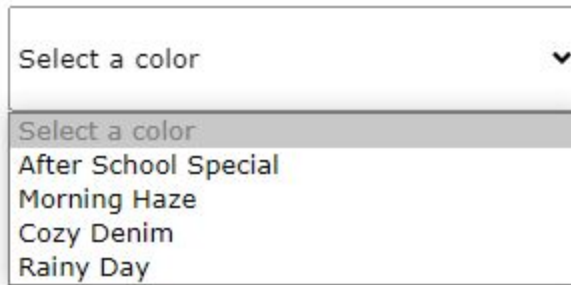 Select a color
Select a color
After School Special
Morning Haze
Cozy Denim
Rainy Day